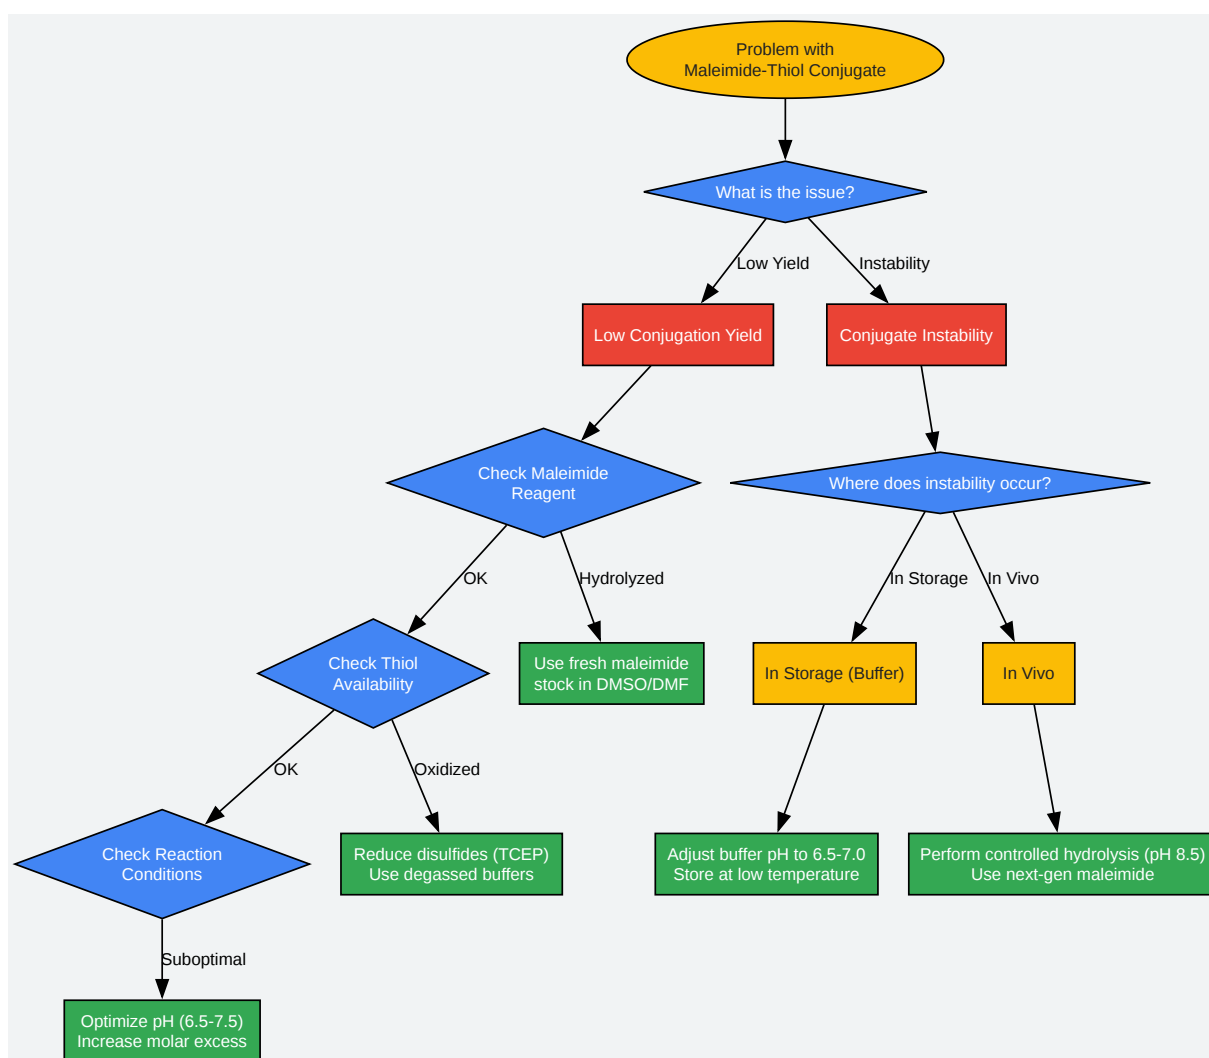 Problem with
Maleimide-Thiol Conjugate
What is the issue?
Low Yield
Instability
Low Conjugation Yield
Conjugate Instability
Check Maleimide
Reagent
Where does instability occur?
OK
Hydrolyzed
In Storage
In Vivo
Check Thiol
Availability
Use fresh maleimide
stock in DMSO/DMF
In Storage (Buffer)
In Vivo
OK
Oxidized
Check Reaction
Conditions
Reduce disulfides (TCEP)
Use degassed buffers
Adjust buffer pH to 6.5-7.0
Store at low temperature
Perform controlled hydrolysis (pH 8.5)
Use next-gen maleimide
Suboptimal
Optimize pH (6.5-7.5)
Increase molar excess